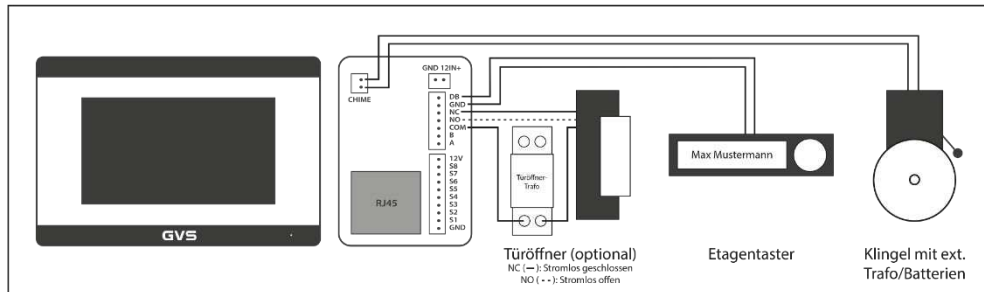 GVS
CHIME
GND 12IN+
DB
GND
NC
NO
COM
B
A
12V
S8
S7
S6
S5
S4
S3
S2
S1
GND
RJ45
Türöffner-
Trafo
Türöffner (optional)
NC (—): Stromlos geschlossen
NO (--): Stromlos offen
Max Mustermann
Etagentaster
Klingel mit ext.
Trafo/Batterien